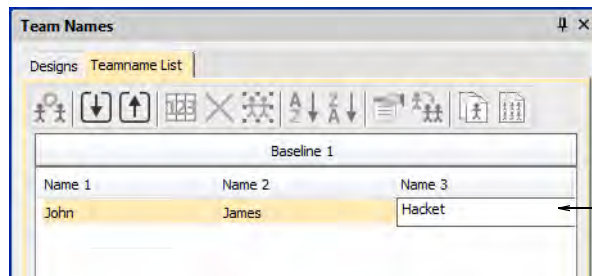 Team Names
Designs Teamname List
Baseline 1
Name 1 Name 2 Name 3
John James Hacket